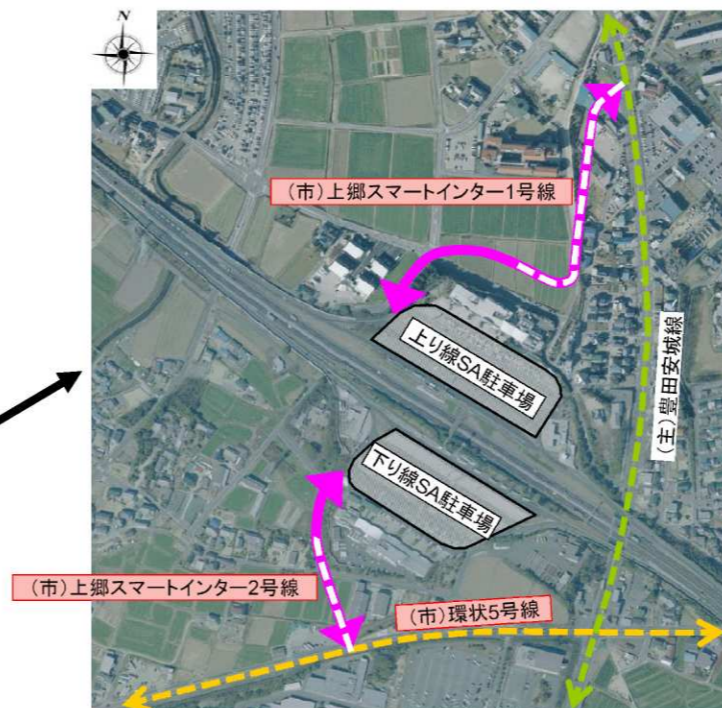 N
(市)上郷スマートインター1号線
上り線SA駐車場
(主)豊田安城線
下り線SA駐車場
(市)上郷スマートインター2号線
(市)環状5号線